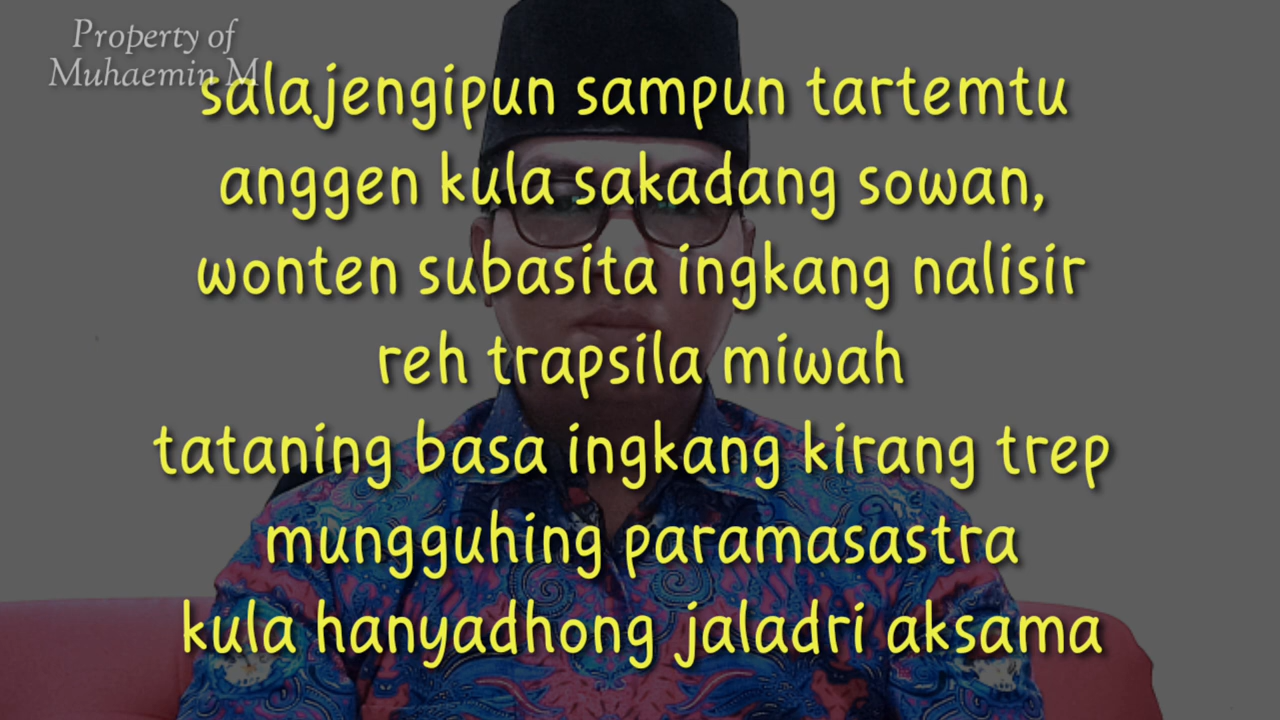 Property of
Muhaemin M
salajengipun sampun tartemtu
anggen kula sakadang sowan,
wonten subasita ingkang nalisir
reh trapsila miwah
tataning basa ingkang kirang trep
mungguhing paramasastra
kula hanyadhong jaladri aksama